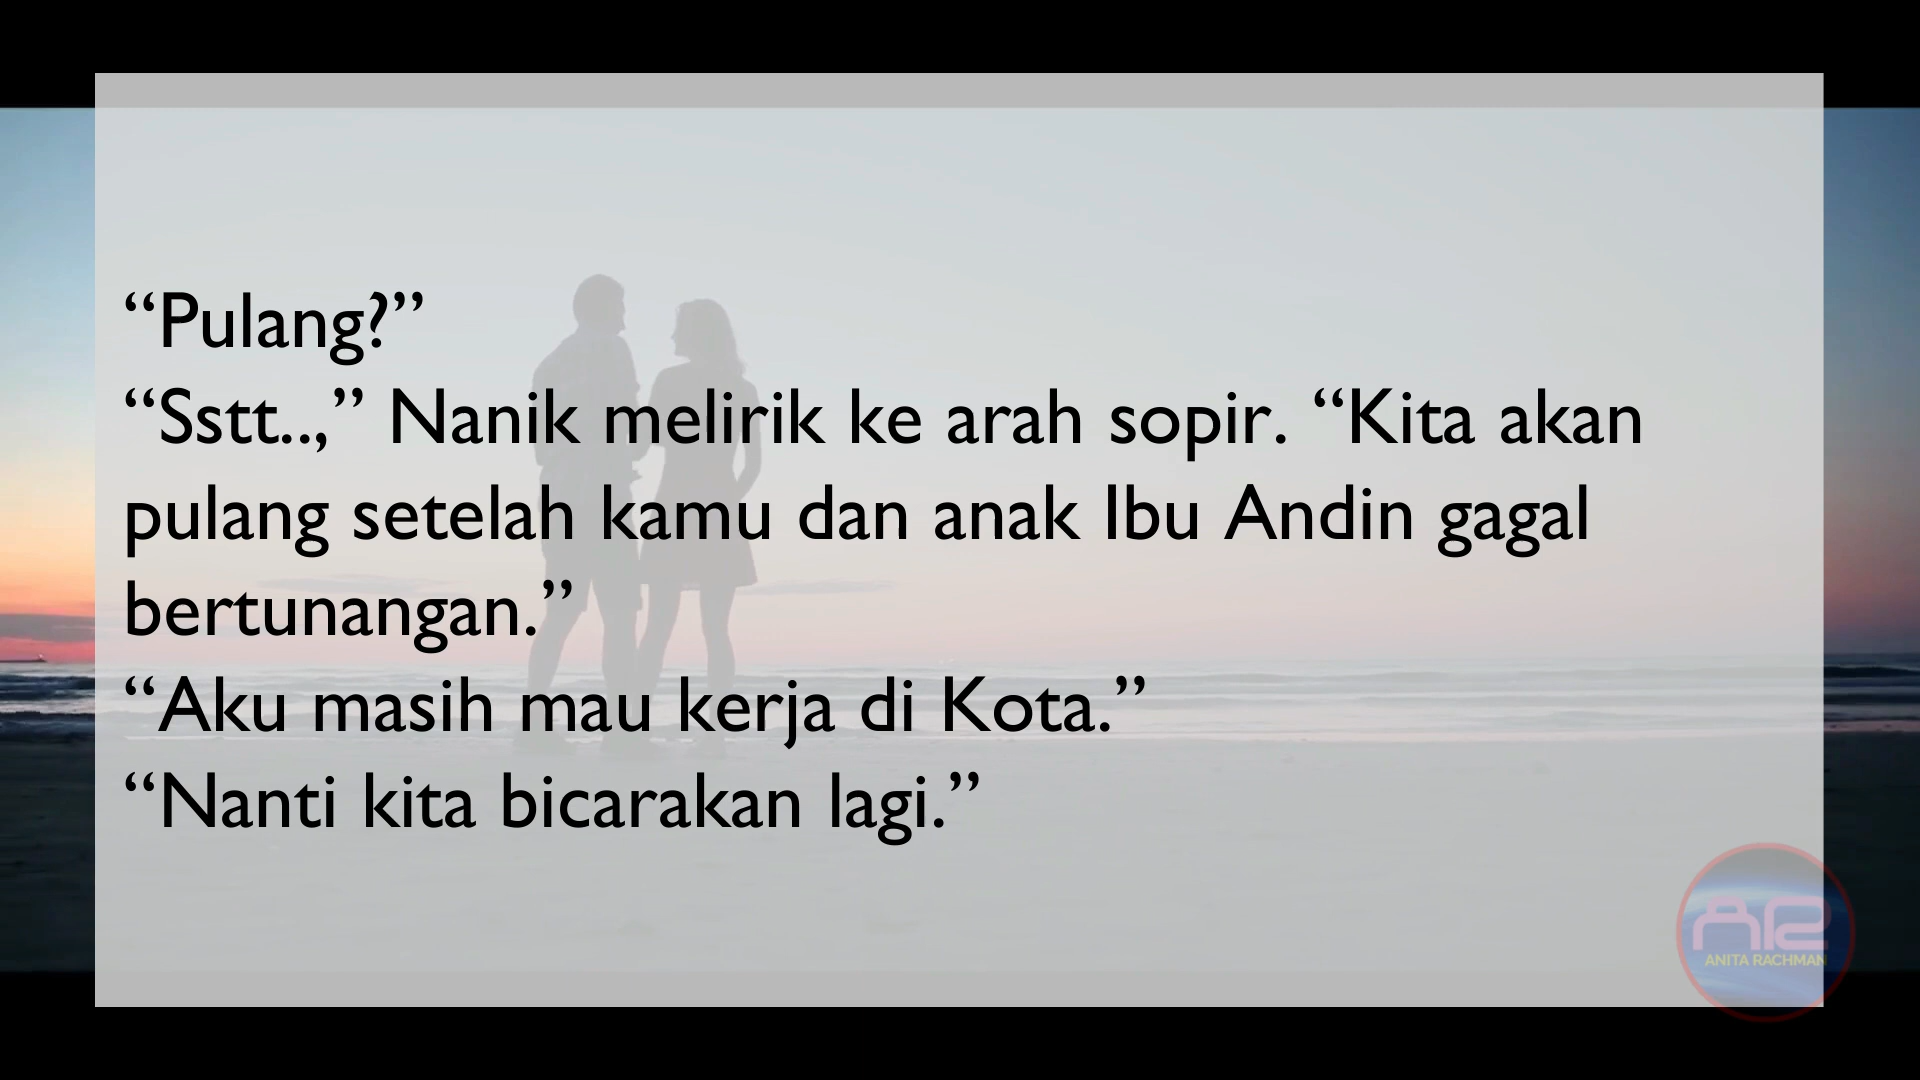 “Pulang?”
“Sstt..,” Nanik melirik ke arah sopir. “Kita akan
pulang setelah kamu dan anak Ibu Andin gagal
bertunangan.”
“Aku masih mau kerja di Kota.”
“Nanti kita bicarakan lagi.”
AR
ANITA RACHMAN